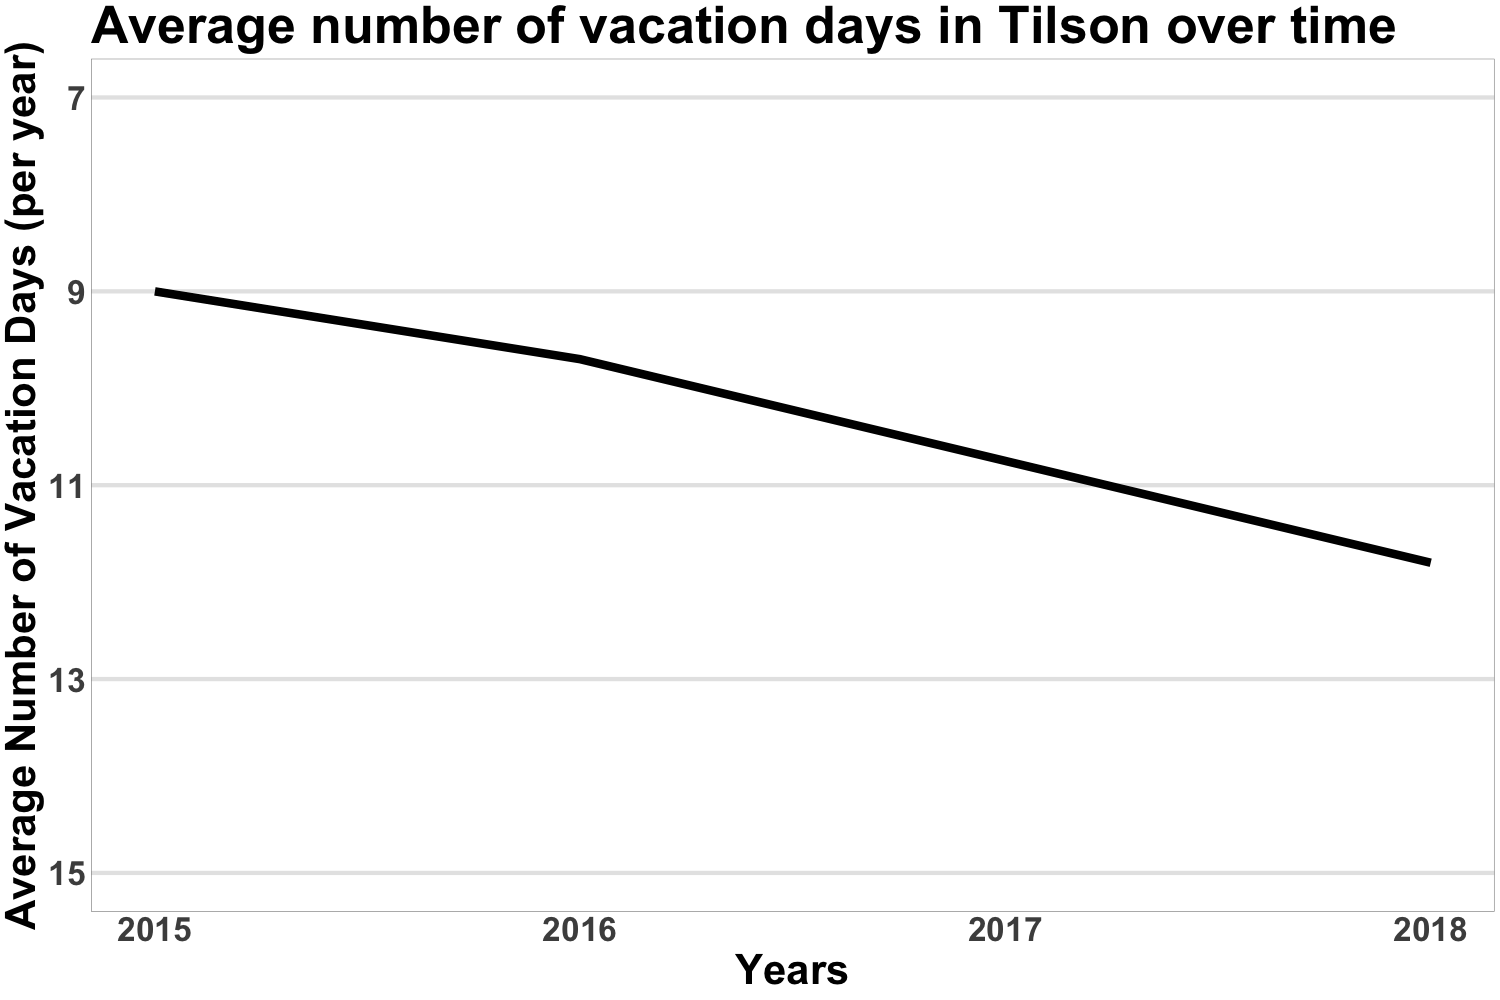 Average number of vacation days in Tilson over time
Average Number of Vacation Days (per year)
7
9
11
13
15
2015 2016 2017 2018
Years